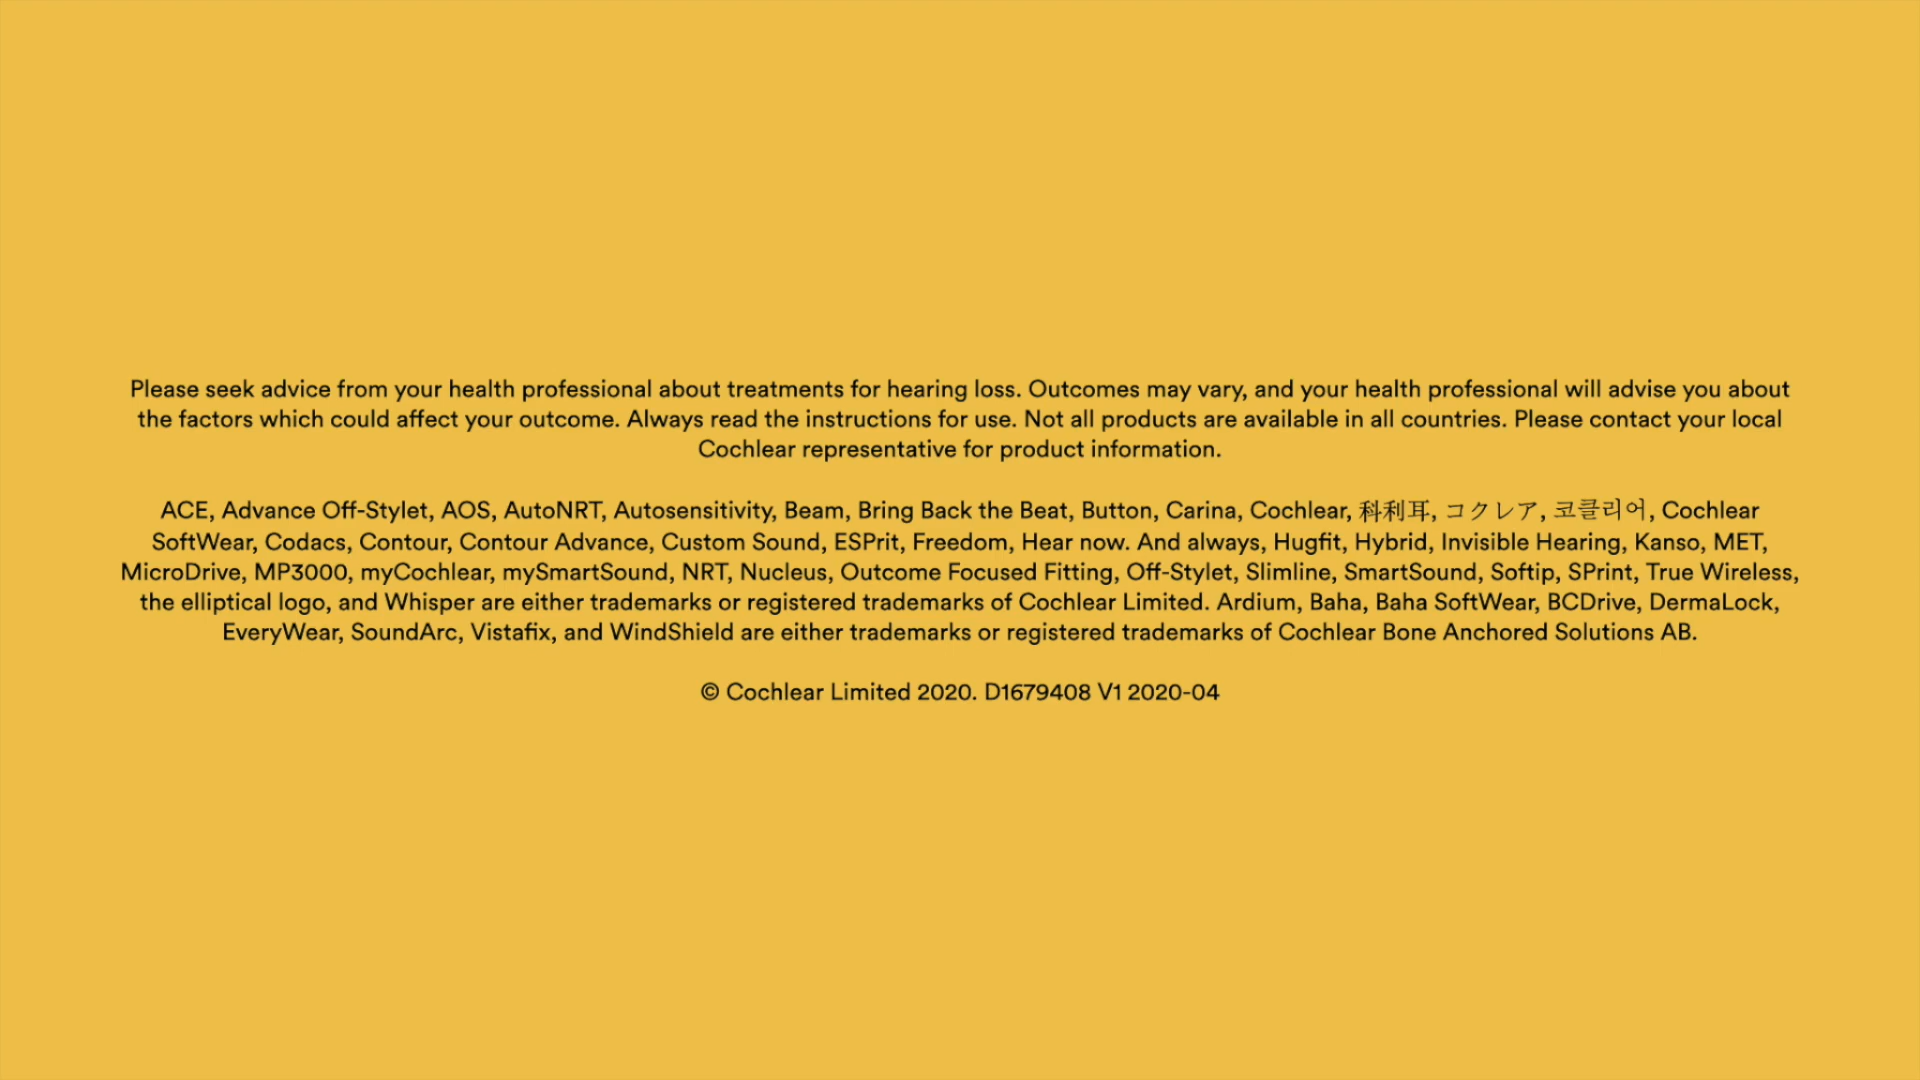 Please seek advice from your health professional about treatments for hearing loss. Outcomes may vary, and your health professional will advise you about
the factors which could affect your outcome. Always read the instructions for use. Not all products are available in all countries. Please contact your local
Cochlear representative for product information.
ACE, Advance Off-Stylet, AOS, AutoNRT, Autosensitivity, Beam, Bring Back the Beat, Button, Carina, Cochlear, 科利耳, コクレア, 코클리어, Cochlear
SoftWear, Codacs, Contour, Contour Advance, Custom Sound, ESPrit, Freedom, Hear now. And always, Hugfit, Hybrid, Invisible Hearing, Kanso, MET,
MicroDrive, MP3000, myCochlear, mySmartSound, NRT, Nucleus, Outcome Focused Fitting, Off-Stylet, Slimline, SmartSound, Softip, SPrint, True Wireless,
the elliptical logo, and Whisper are either trademarks or registered trademarks of Cochlear Limited. Ardium, Baha, Baha SoftWear, BCDrive, DermaLock,
EveryWear, SoundArc, Vistafix, and WindShield are either trademarks or registered trademarks of Cochlear Bone Anchored Solutions AB.
© Cochlear Limited 2020. D1679408 V1 2020-04